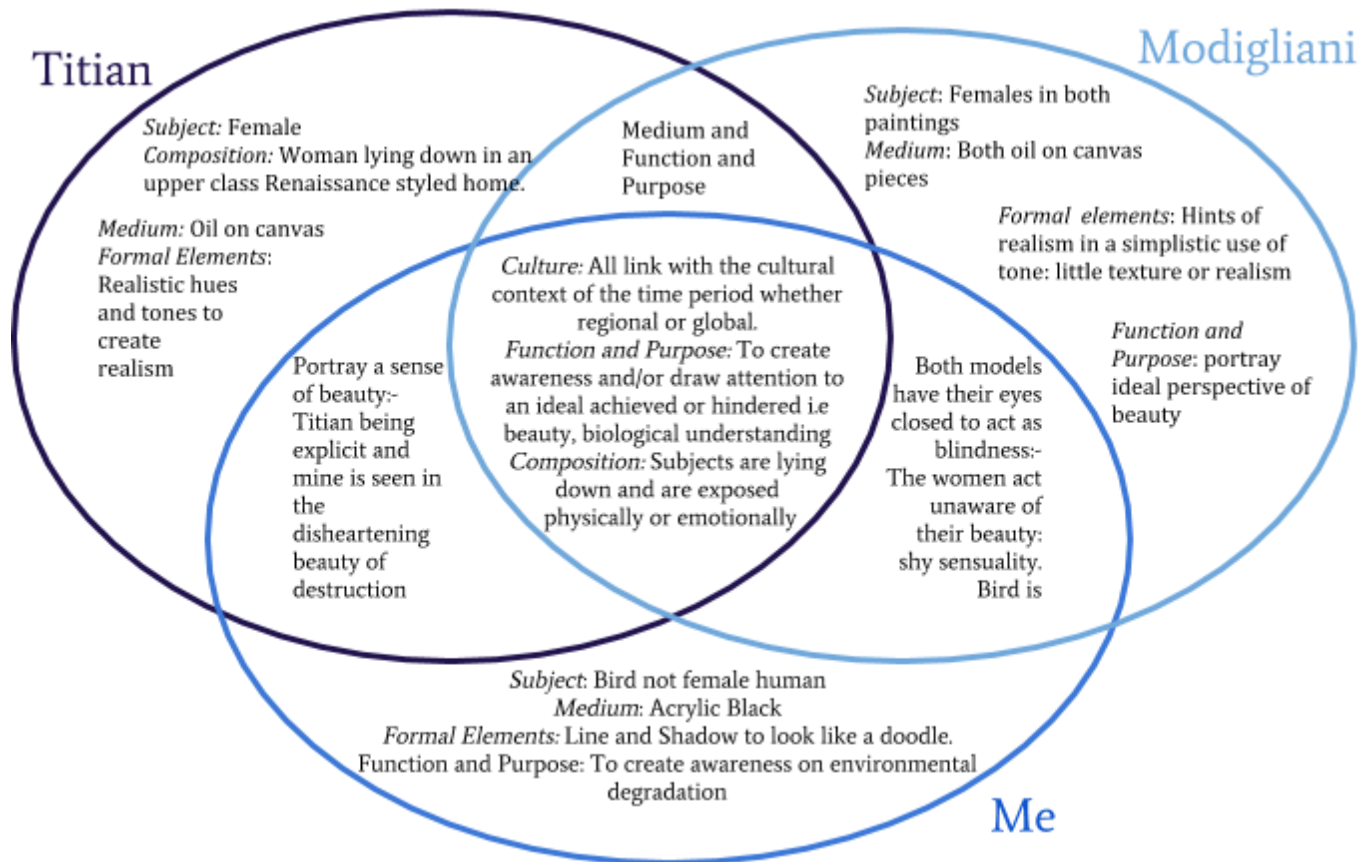 Titian
Modigliani
Subject: Female
Composition: Woman lying down in an
upper class Renaissance styled home.
Medium: Oil on canvas
Formal Elements:
Realistic hues
and tones to
create
realism
Medium and
Function and
Purpose
Subject: Females in both
paintings
Medium: Both oil on canvas
pieces
Formal elements: Hints of
realism in a simplistic use of
tone: little texture or realism
Function and
Purpose: portray
ideal perspective of
beauty
Portray a sense
of beauty:-
Titian being
explicit and
mine is seen in
the
disheartening
beauty of
destruction
Culture: All link with the cultural
context of the time period whether
regional or global.
Function and Purpose: To create
awareness and/or draw attention to
an ideal achieved or hindered i.e
beauty, biological understanding
Composition: Subjects are lying
down and are exposed
physically or emotionally
Both models
have their eyes
closed to act as
blindness:-
The women act
unaware of
their beauty:
shy sensuality.
Bird is
Subject: Bird not female human
Medium: Acrylic Black
Formal Elements: Line and Shadow to look like a doodle.
Function and Purpose: To create awareness on environmental
degradation
Me